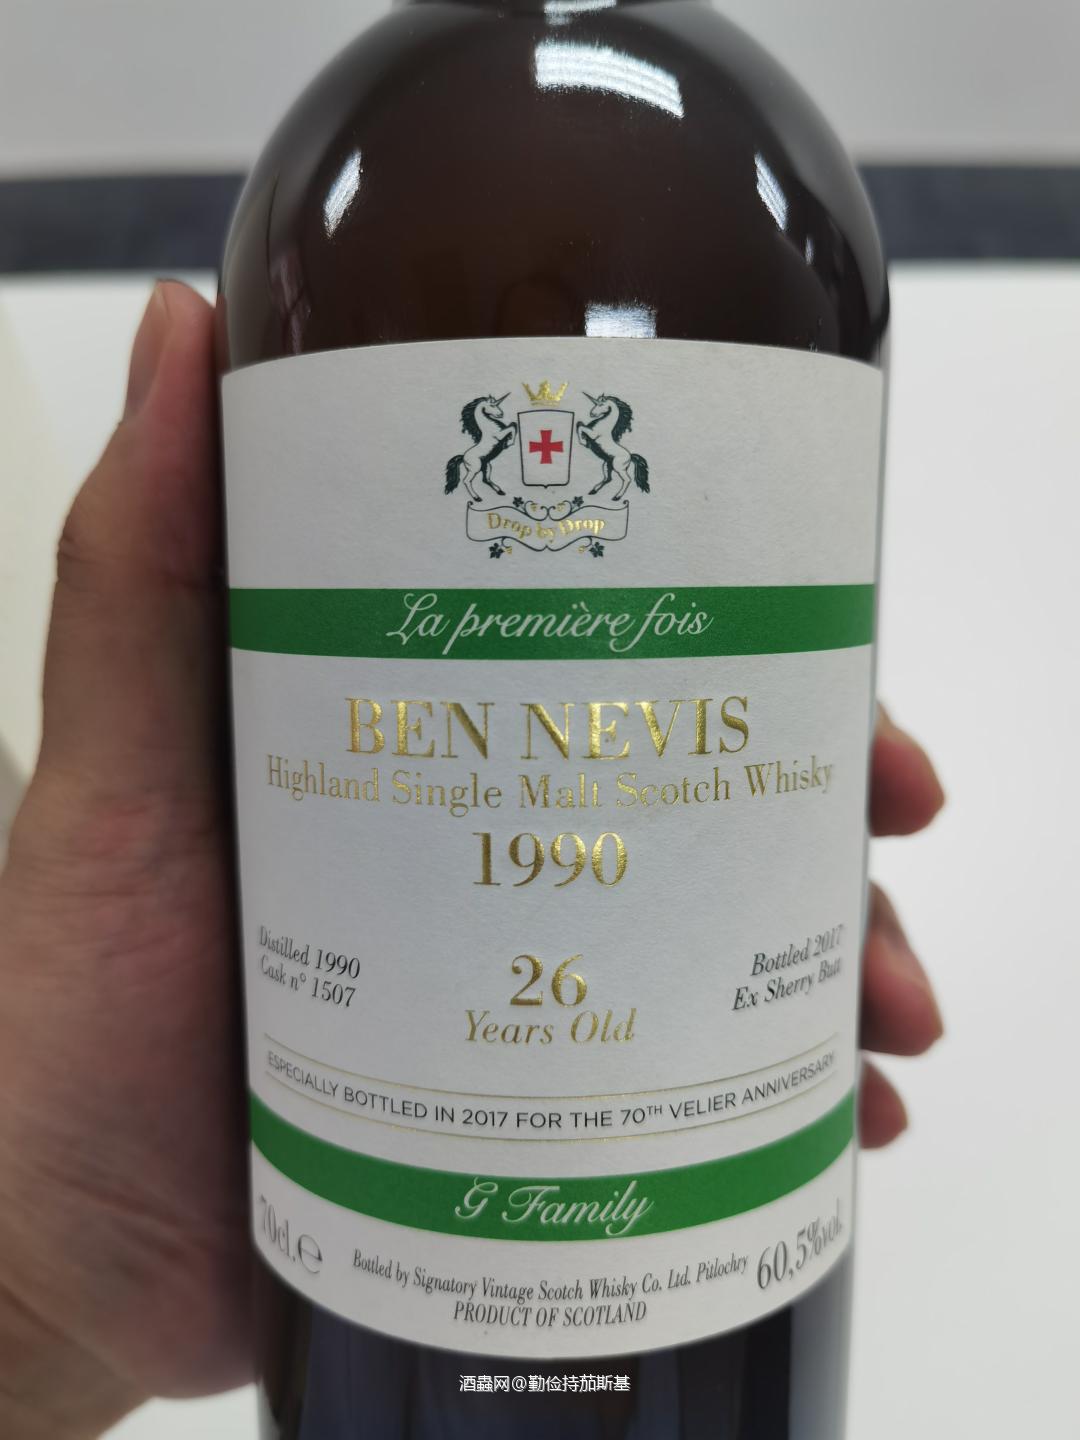 Drop by Drop
La première fois
BEN NEVIS
Highland Single Malt Scotch Whisky
1990
Distilled 1990
Cask n° 1507
26
Years Old
Bottled 2017
Ex Sherry Butt
ESPECIALLY BOTTLED IN 2017 FOR THE 70TH VELIER ANNIVERSARY
G Family
70cl. ℮
Bottled by Signatory Vintage Scotch Whisky Co. Ltd. Pitlochry
PRODUCT OF SCOTLAND
60,5%vol.
酒蟲网@勤俭持茄斯基